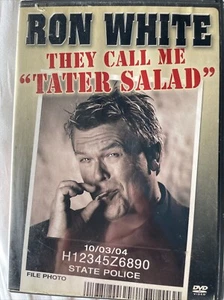 RON WHITE
THEY CALL ME
"TATER SALAD"
10/03/04
H12345Z6890
STATE POLICE
FILE PHOTO
DVD